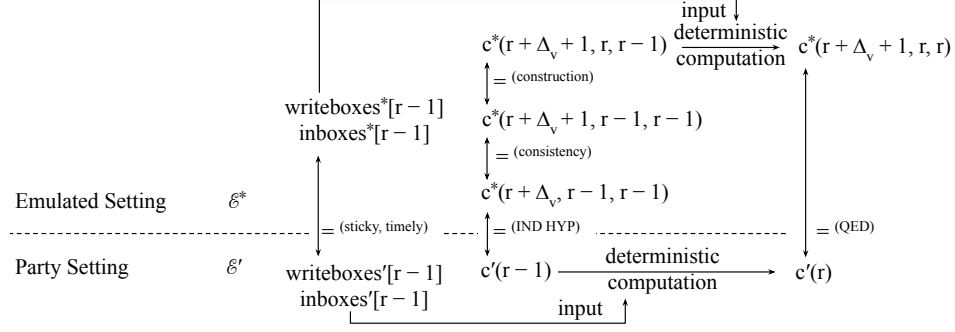 input
c*(r + Δv + 1, r, r − 1) deterministic computation c*(r + Δv + 1, r, r)
= (construction)
writeboxes*[r − 1]
inboxes*[r − 1]
c*(r + Δv + 1, r − 1, r − 1)
= (consistency)
c*(r + Δv, r − 1, r − 1)
Emulated Setting ℰ*
= (sticky, timely) = (IND HYP) = (QED)
Party Setting ℰ′
writeboxes′[r − 1]
inboxes′[r − 1]
c′(r − 1) deterministic computation c′(r)
input